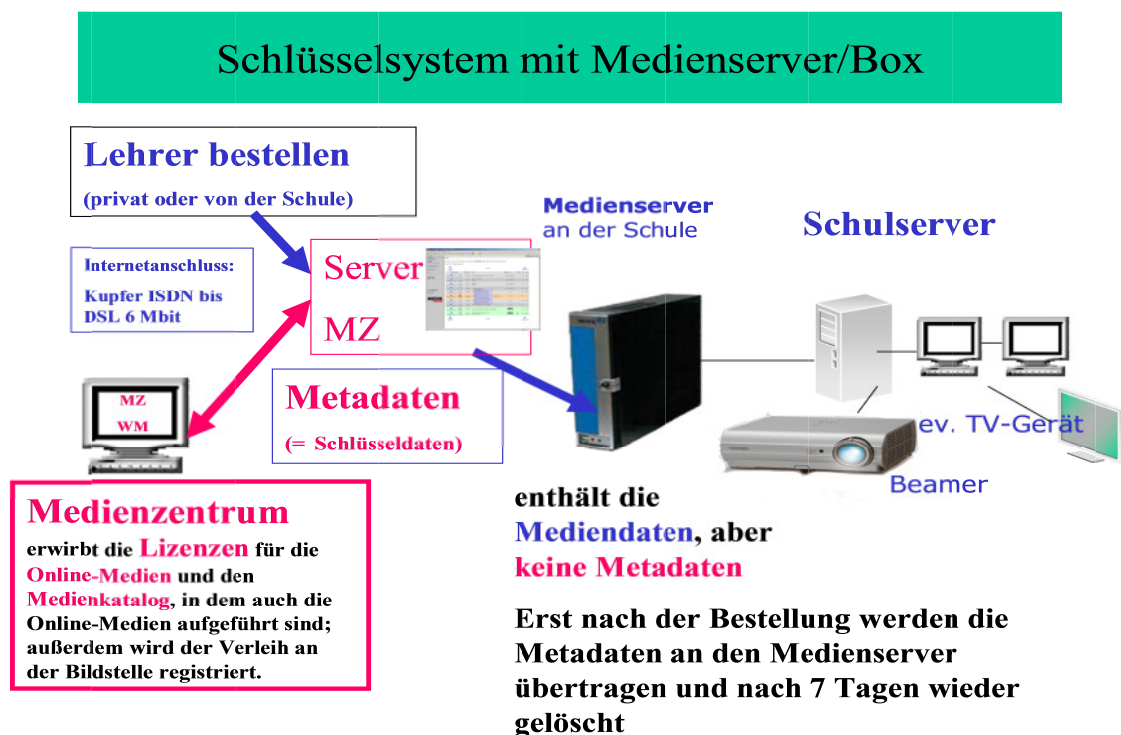 Schlüsselsystem mit Medienserver/Box
Lehrer bestellen
(privat oder von der Schule)
Internetanschluss:
Kupfer ISDN bis
DSL 6 Mbit
Server
MZ
Medienserver
an der Schule
Schulserver
MZ
WM
Metadaten
(= Schlüsseldaten)
ev. TV-Gerät
Beamer
Medienzentrum
erwirbt die Lizenzen für die
Online-Medien und den
Medienkatalog, in dem auch die
Online-Medien aufgeführt sind;
außerdem wird der Verleih an
der Bildstelle registriert.
enthält die
Mediendaten, aber
keine Metadaten
Erst nach der Bestellung werden die
Metadaten an den Medienserver
übertragen und nach 7 Tagen wieder
gelöscht